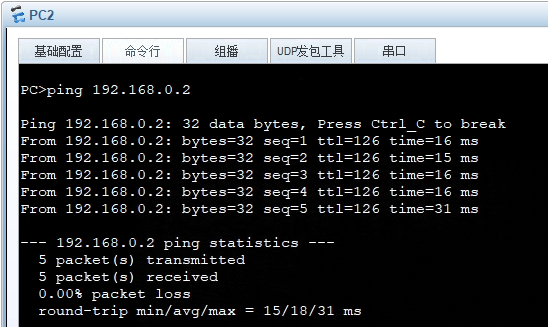 PC2
基础配置 命令行 组播 UDP发包工具 串口
PC>ping 192.168.0.2
Ping 192.168.0.2: 32 data bytes, Press Ctrl_C to break
From 192.168.0.2: bytes=32 seq=1 ttl=126 time=16 ms
From 192.168.0.2: bytes=32 seq=2 ttl=126 time=15 ms
From 192.168.0.2: bytes=32 seq=3 ttl=126 time=16 ms
From 192.168.0.2: bytes=32 seq=4 ttl=126 time=16 ms
From 192.168.0.2: bytes=32 seq=5 ttl=126 time=31 ms
--- 192.168.0.2 ping statistics ---
5 packet(s) transmitted
5 packet(s) received
0.00% packet loss
round-trip min/avg/max = 15/18/31 ms